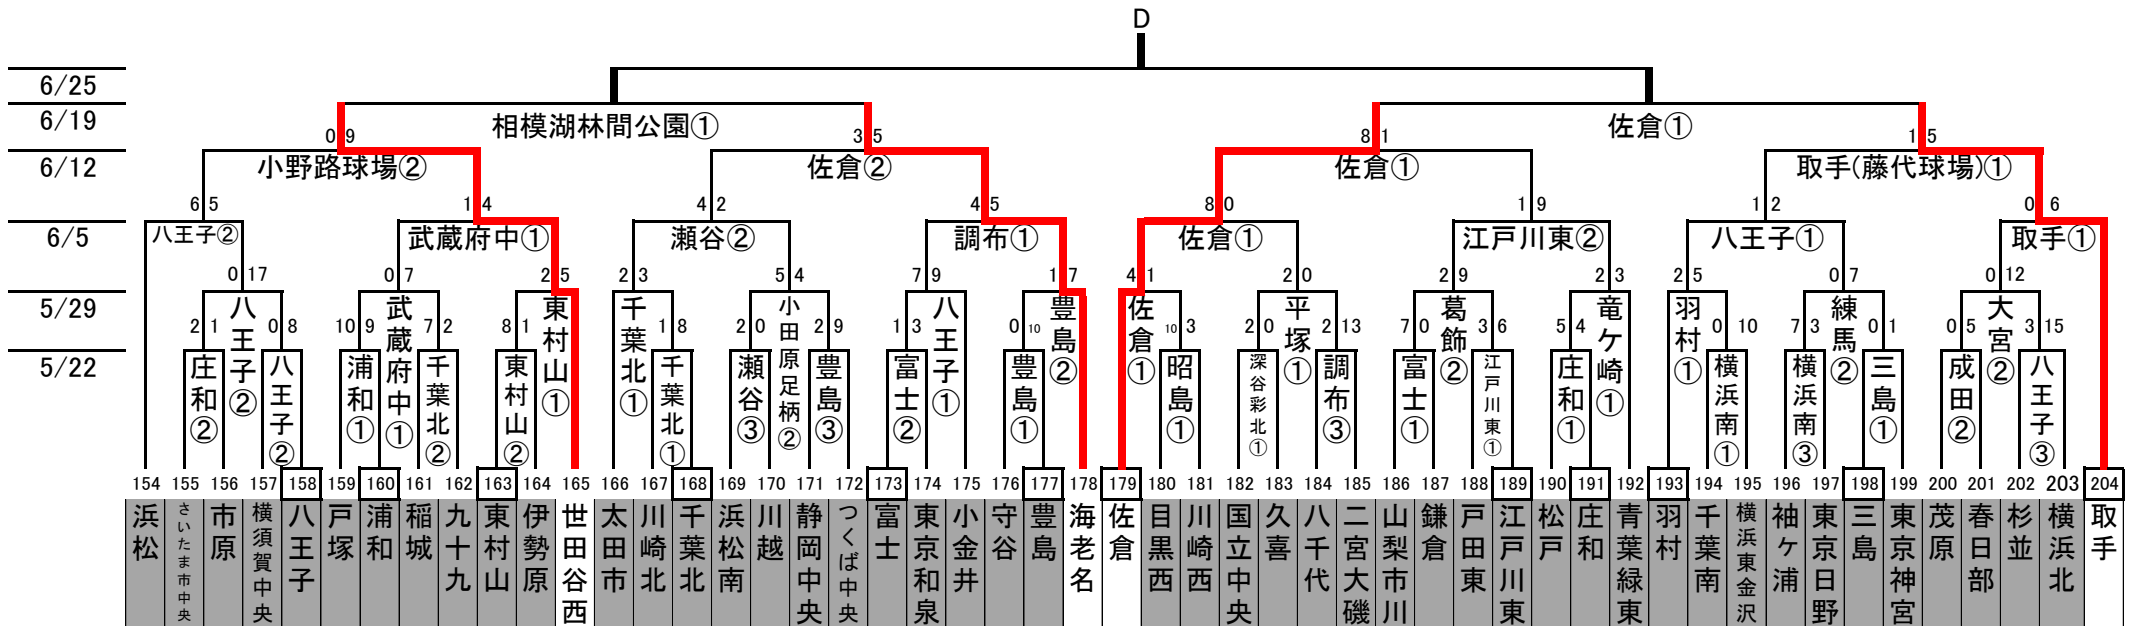 D
6/25
6/19
6/12
6/5
5/29
5/22
相模湖林間公園①
佐倉①
0 9
3 5
8 1
1 5
小野路球場②
佐倉②
佐倉①
取手(藤代球場)①
6 5
1 4
4 2
4 5
8 0
1 9
1 2
0 6
八王子②
武蔵府中①
瀬谷②
調布①
佐倉①
江戸川東②
八王子①
取手①
0 17
0 7
2 5
2 3
5 4
7 9
1 7
4 1
2 0
2 9
2 3
2 5
0 7
0 12
八王子②
武蔵府中①
東村山①
千葉北①
小田原足柄②
八王子①
豊島②
佐倉①
平塚①
葛飾②
竜ケ崎①
羽村①
練馬②
大宮②
2 1
0 8
10 9
7 2
8 1
1 8
2 0
2 9
1 3
0 10
10 3
2 0
2 13
7 0
3 6
5 4
0 10
7 3
0 1
0 5
3 15
庄和②
八王子②
浦和①
千葉北②
東村山②
千葉北①
瀬谷③
豊島③
富士②
豊島①
昭島①
深谷彩北①
調布③
富士①
江戸川東①
庄和①
横浜南①
横浜南③
三島①
成田②
八王子③
154 155 156 157 158 159 160 161 162 163 164 165 166 167 168 169 170 171 172 173 174 175 176 177 178 179 180 181 182 183 184 185 186 187 188 189 190 191 192 193 194 195 196 197 198 199 200 201 202 203 204
浜松
さいたま市中央
市原
横須賀中央
八王子
戸塚
浦和
稲城
九十九
東村山
伊勢原
世田谷西
太田市
川崎北
千葉北
浜松南
川越
静岡中央
つくば中央
富士
東京和泉
小金井
守谷
豊島
海老名
佐倉
目黒西
川崎西
国立中央
久喜
八千代
二宮大磯
山梨市川
鎌倉
戸田東
江戸川東
松戸
庄和
青葉緑東
羽村
千葉南
横浜東金沢
袖ケ浦
東京日野
三島
東京神宮
茂原
春日部
杉並
横浜北
取手